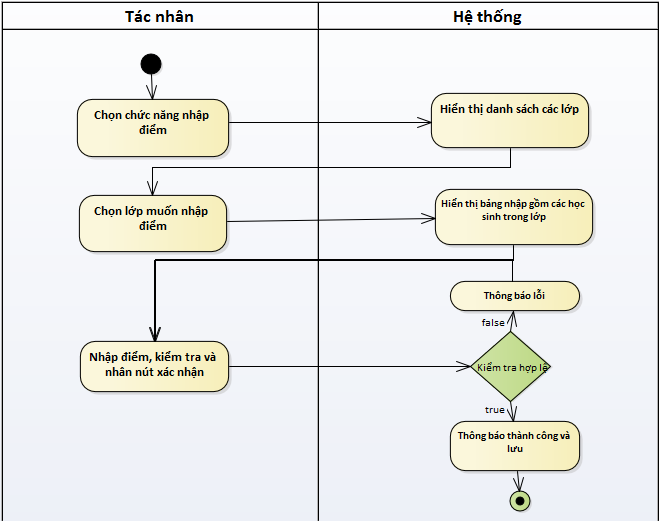 Tác nhân
Hệ thống
Chọn chức năng nhập
điểm
Hiển thị danh sách các lớp
Chọn lớp muốn nhập
điểm
Hiển thị bảng nhập gồm các học
sinh trong lớp
Thông báo lỗi
false
Nhập điểm, kiểm tra và
nhân nút xác nhận
Kiểm tra hợp lệ
true
Thông báo thành công và
lưu